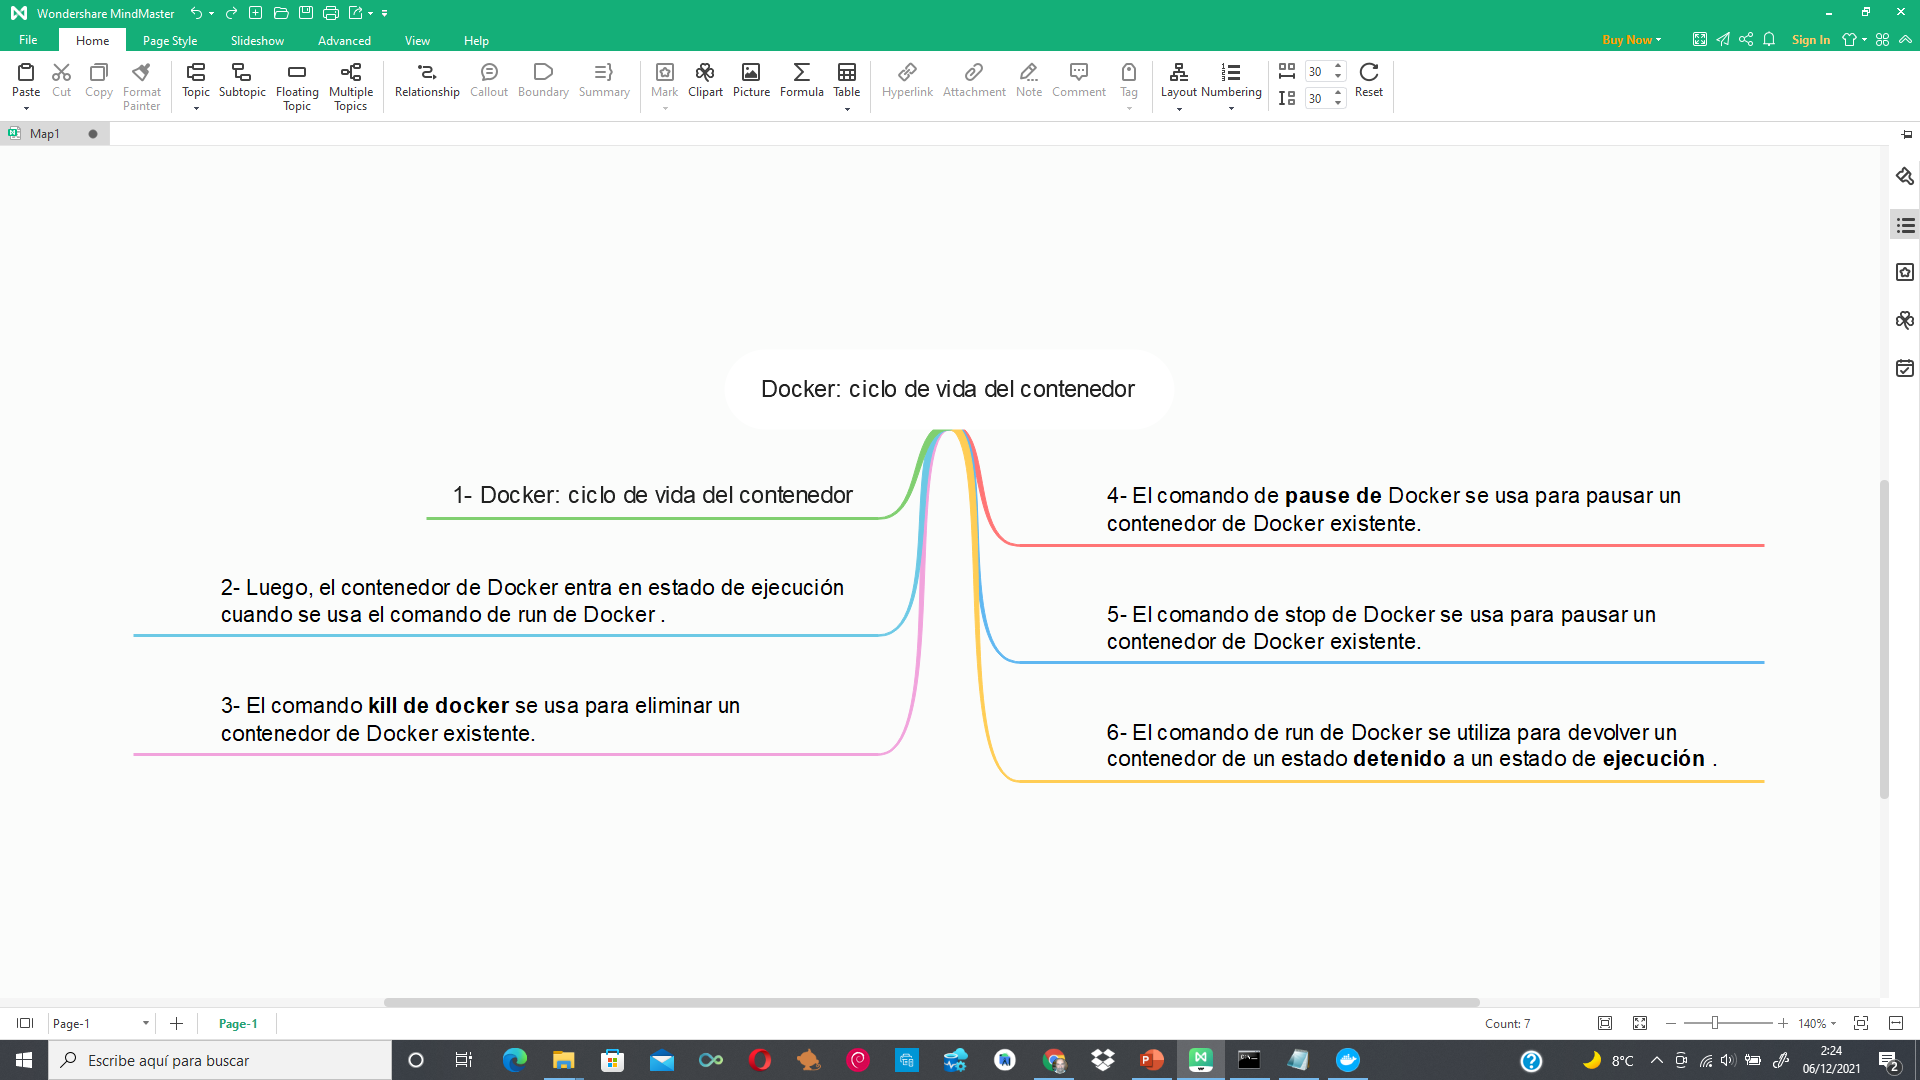 Wondershare MindMaster
File Home Page Style Slideshow Advanced View Help Buy Now Sign In
Paste Cut Copy Format Painter Topic Subtopic Floating Topic Multiple Topics Relationship Callout Boundary Summary Mark Clipart Picture Formula Table Hyperlink Attachment Note Comment Tag Layout Numbering 30 30 Reset
Map1
Docker: ciclo de vida del contenedor
1- Docker: ciclo de vida del contenedor
2- Luego, el contenedor de Docker entra en estado de ejecución
cuando se usa el comando de run de Docker .
3- El comando kill de docker se usa para eliminar un
contenedor de Docker existente.
4- El comando de pause de Docker se usa para pausar un
contenedor de Docker existente.
5- El comando de stop de Docker se usa para pausar un
contenedor de Docker existente.
6- El comando de run de Docker se utiliza para devolver un
contenedor de un estado detenido a un estado de ejecución .
Page-1 Page-1 Count: 7 140%
Escribe aquí para buscar 8°C 2:24
06/12/2021 2